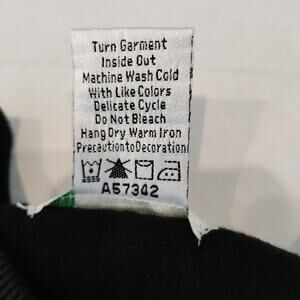 Turn Garment
Inside Out
Machine Wash Cold
With Like Colors
Delicate Cycle
Do Not Bleach
Hang Dry Warm Iron
PrecautiontoDecoration
A57342